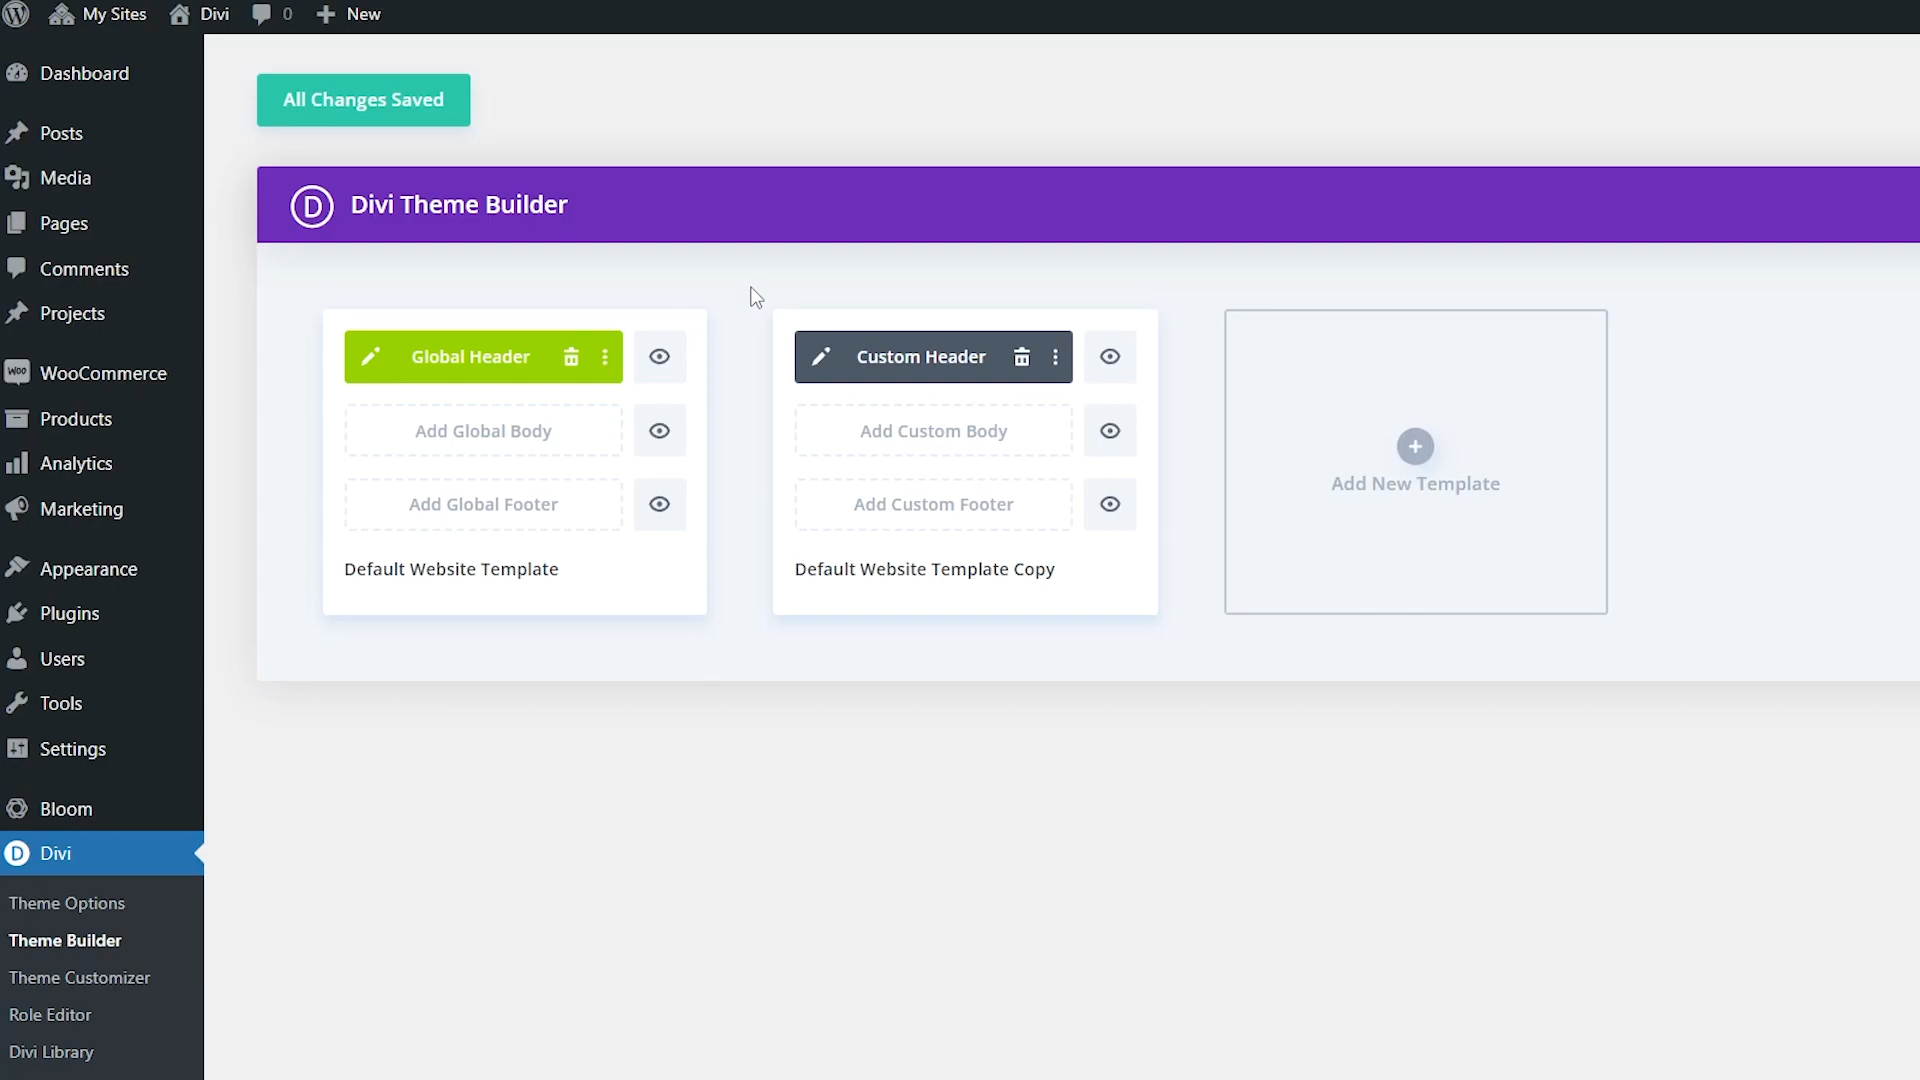 My Sites
Divi
0
New
Dashboard
Posts
Media
Pages
Comments
Projects
Woo
WooCommerce
Products
Analytics
Marketing
Appearance
Plugins
Users
Tools
Settings
Bloom
D
Divi
Theme Options
Theme Builder
Theme Customizer
Role Editor
Divi Library
All Changes Saved
D
Divi Theme Builder
Global Header
Add Global Body
Add Global Footer
Default Website Template
Custom Header
Add Custom Body
Add Custom Footer
Default Website Template Copy
Add New Template